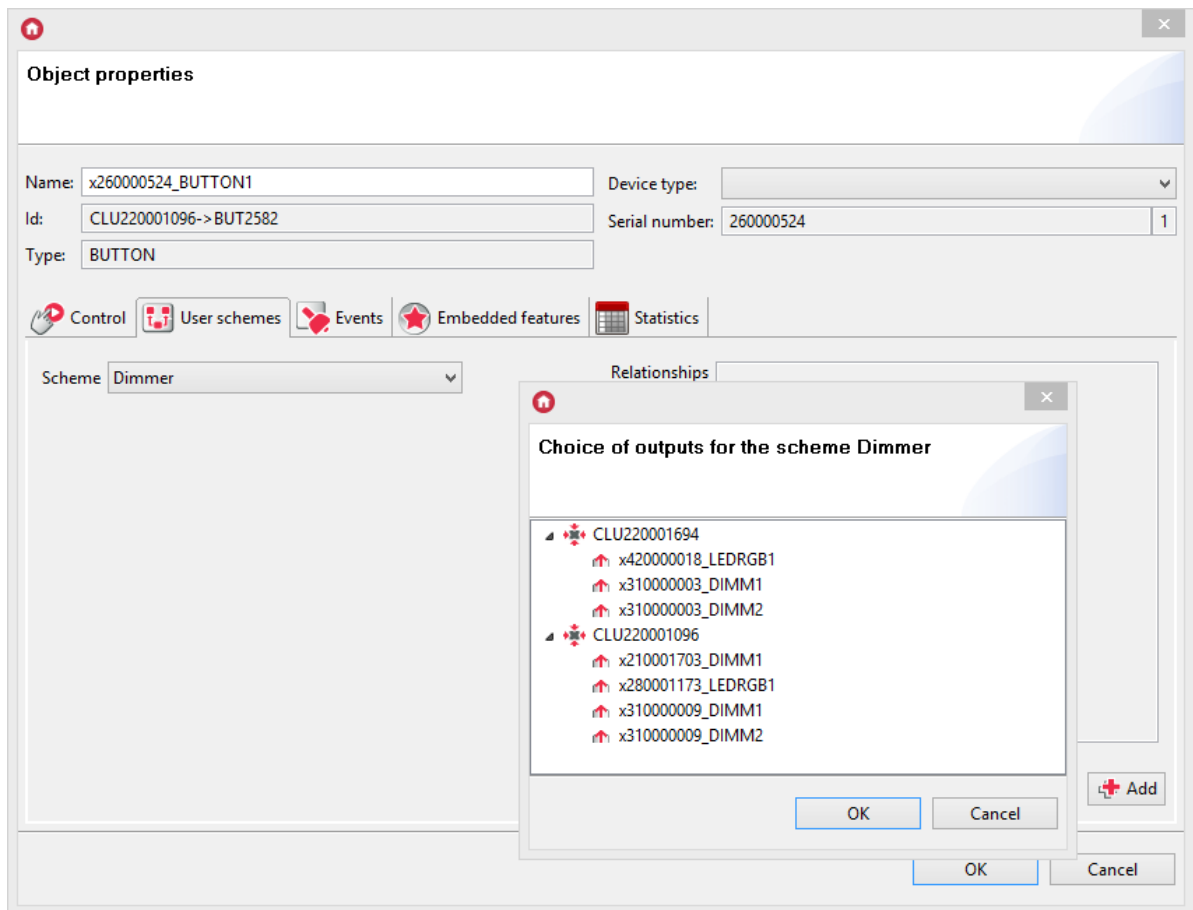 Object properties
Name: x260000524_BUTTON1
Device type:
Id: CLU220001096->BUT2582
Serial number: 260000524 1
Type: BUTTON
Control User schemes Events Embedded features Statistics
Scheme Dimmer
Relationships
Choice of outputs for the scheme Dimmer
CLU220001694
x420000018_LEDRGB1
x310000003_DIMM1
x310000003_DIMM2
CLU220001096
x210001703_DIMM1
x280001173_LEDRGB1
x310000009_DIMM1
x310000009_DIMM2
Add
OK Cancel
OK Cancel